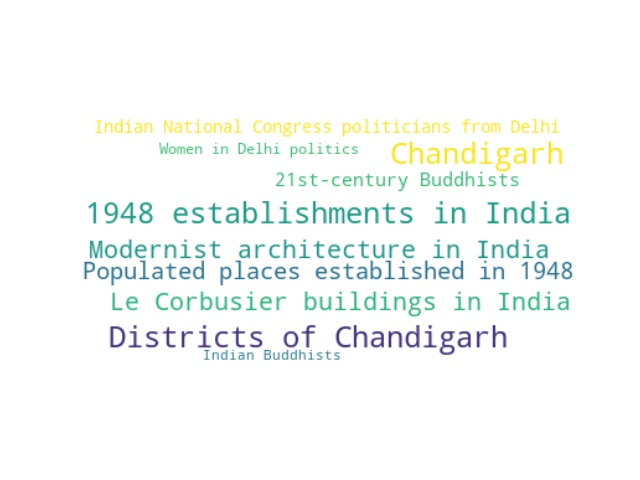 Indian National Congress politicians from Delhi
Women in Delhi politics
Chandigarh
21st-century Buddhists
1948 establishments in India
Modernist architecture in India
Populated places established in 1948
Le Corbusier buildings in India
Districts of Chandigarh
Indian Buddhists